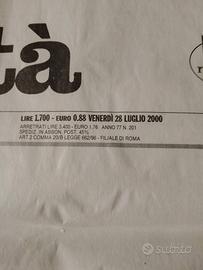 tà
LIRE 1.700 - EURO 0.88 VENERDÌ 28 LUGLIO 2000
ARRETRATI LIRE 3.400 - EURO 1.76 ANNO 77 N. 201
SPEDIZ. IN ABBON. POST. 45%
ART. 2 COMMA 20/B LEGGE 662/96 - FILIALE DI ROMA
subito